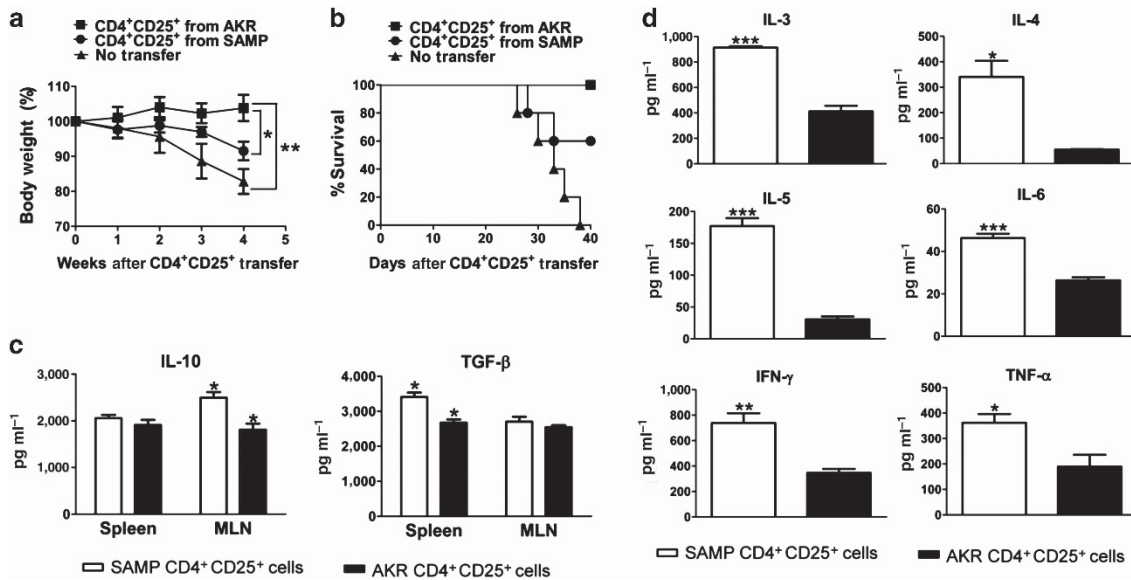 a
CD4⁺CD25⁺ from AKR
CD4⁺CD25⁺ from SAMP
No transfer
Body weight (%)
110
100
90
80
70
0 1 2 3 4 5
* **
Weeks after CD4⁺CD25⁺ transfer
b
CD4⁺CD25⁺ from AKR
CD4⁺CD25⁺ from SAMP
No transfer
% Survival
100
80
60
40
20
0
0 10 20 30 40
Days after CD4⁺CD25⁺ transfer
c
IL-10
pg ml⁻¹
3,000
2,000
1,000
0
* *
Spleen MLN
TGF-β
4,000
3,000
2,000
1,000
0
* *
Spleen MLN
SAMP CD4⁺ CD25⁺ cells
AKR CD4⁺CD25⁺ cells
d
IL-3
pg ml⁻¹
1,000
800
600
400
200
0
***
IL-4
pg ml⁻¹
500
400
300
200
100
0
*
IL-5
pg ml⁻¹
200
150
100
50
0
***
IL-6
pg ml⁻¹
60
40
20
0
***
IFN-γ
pg ml⁻¹
1,000
800
600
400
200
0
**
TNF-α
pg ml⁻¹
500
400
300
200
100
0
*
SAMP CD4⁺ CD25⁺ cells
AKR CD4⁺CD25⁺ cells